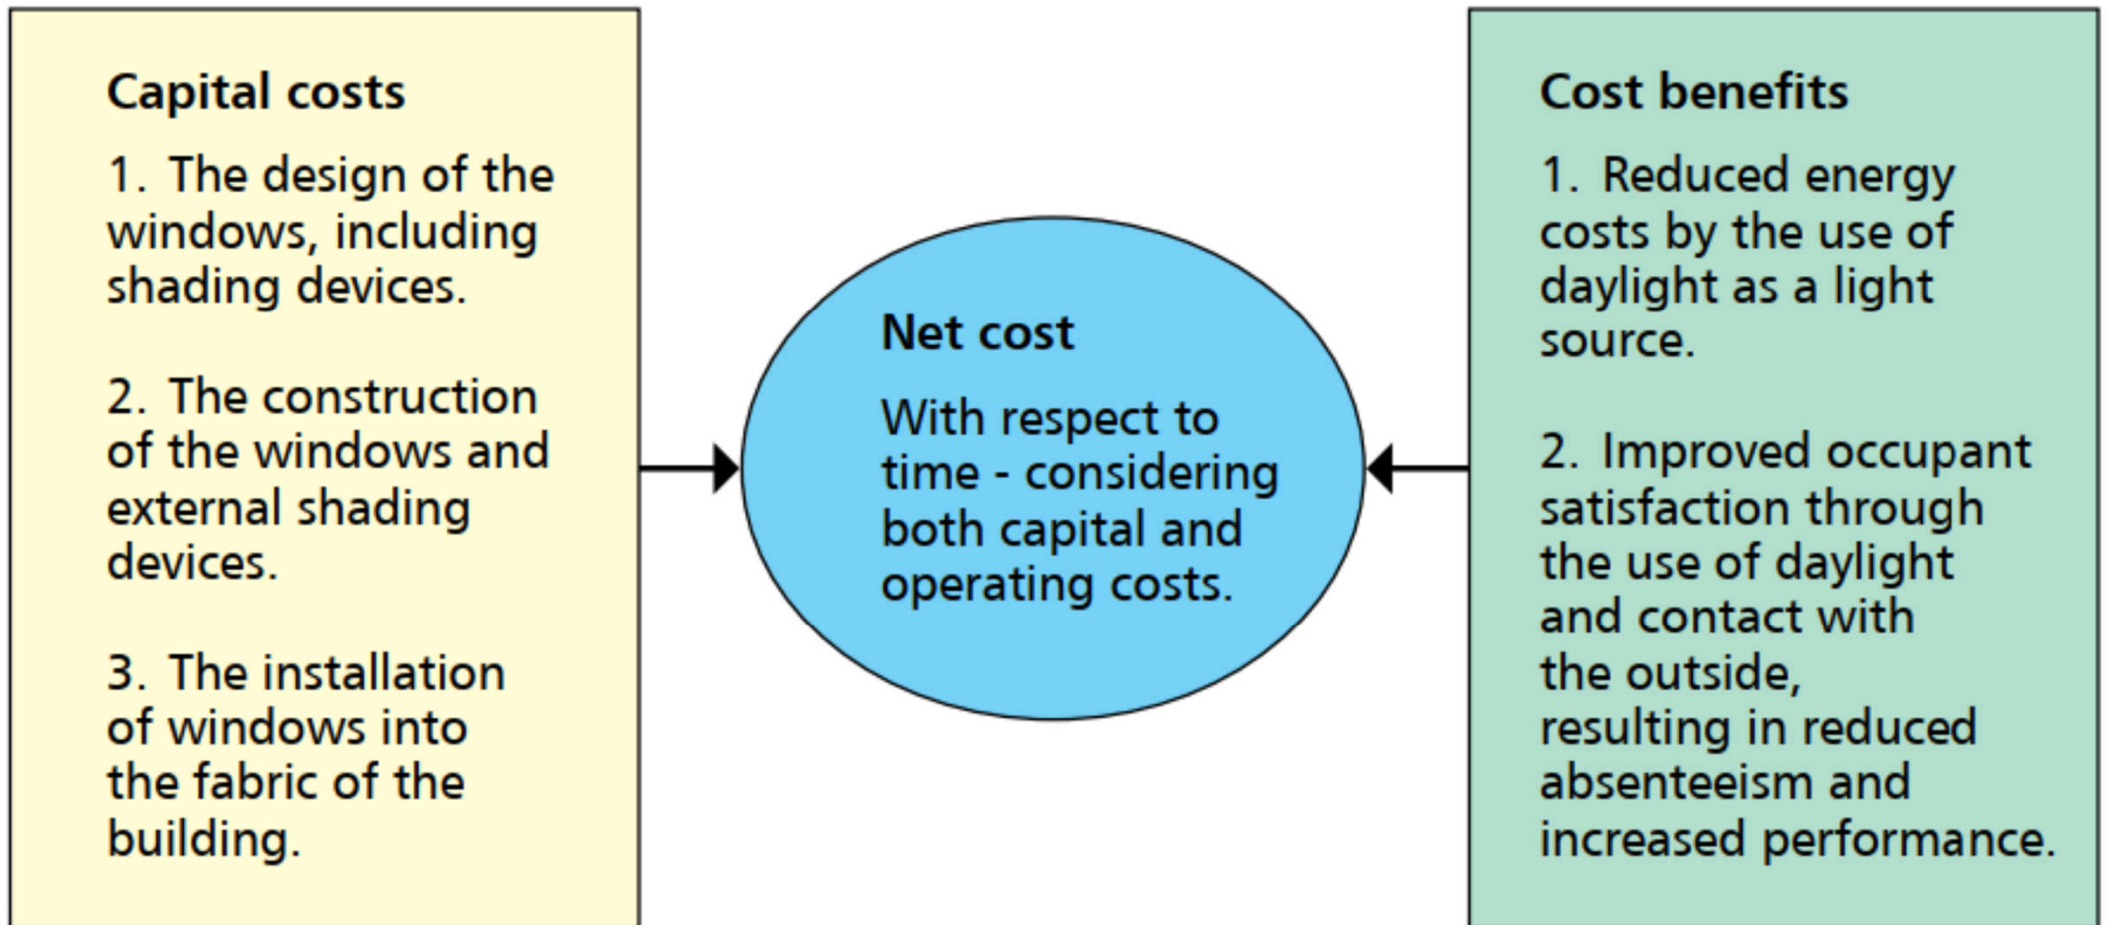 Capital costs
1. The design of the
windows, including
shading devices.
2. The construction
of the windows and
external shading
devices.
3. The installation
of windows into
the fabric of the
building.
Net cost
With respect to
time - considering
both capital and
operating costs.
Cost benefits
1. Reduced energy
costs by the use of
daylight as a light
source.
2. Improved occupant
satisfaction through
the use of daylight
and contact with
the outside,
resulting in reduced
absenteeism and
increased performance.